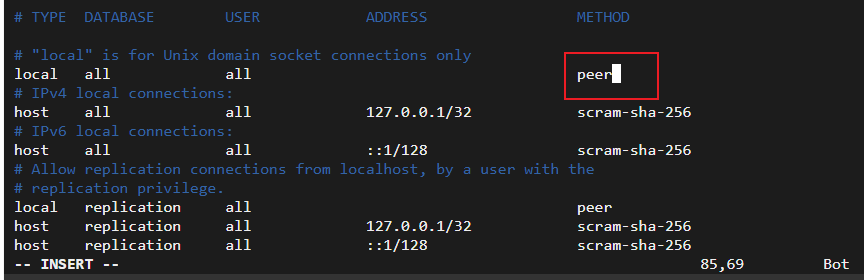 # TYPE  DATABASE        USER            ADDRESS                 METHOD
# "local" is for Unix domain socket connections only
local   all             all                                     peer
# IPv4 local connections:
host    all             all             127.0.0.1/32            scram-sha-256
# IPv6 local connections:
host    all             all             ::1/128                 scram-sha-256
# Allow replication connections from localhost, by a user with the
# replication privilege.
local   replication     all                                     peer
host    replication     all             127.0.0.1/32            scram-sha-256
host    replication     all             ::1/128                 scram-sha-256
-- INSERT --                                                    85,69         Bot